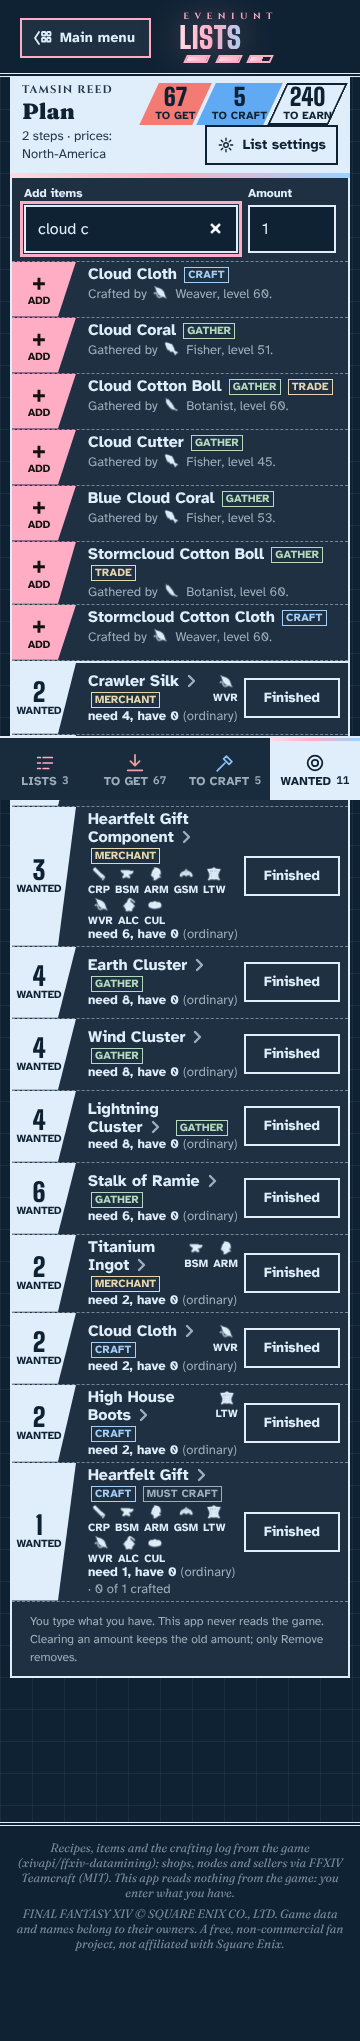 Main menu
EVENIUNT
LISTS
TAMSIN REED
Plan
2 steps · prices:
North-America
67 TO GET
5 TO CRAFT
240 TO EARN
List settings
Add items
Amount
cloud c
1
ADD
Cloud Cloth CRAFT
Crafted by Weaver, level 60.
ADD
Cloud Coral GATHER
Gathered by Fisher, level 51.
ADD
Cloud Cotton Boll GATHER TRADE
Gathered by Botanist, level 60.
ADD
Cloud Cutter GATHER
Gathered by Fisher, level 45.
ADD
Blue Cloud Coral GATHER
Gathered by Fisher, level 53.
ADD
Stormcloud Cotton Boll GATHER
TRADE
Gathered by Botanist, level 60.
ADD
Stormcloud Cotton Cloth CRAFT
Crafted by Weaver, level 60.
2 WANTED
Crawler Silk
MERCHANT
WVR
need 4, have 0 (ordinary)
Finished
LISTS 3
TO GET 67
TO CRAFT 5
WANTED 11
3 WANTED
Heartfelt Gift
Component
MERCHANT
CRP BSM ARM GSM LTW
WVR ALC CUL
need 6, have 0 (ordinary)
Finished
4 WANTED
Earth Cluster
GATHER
need 8, have 0 (ordinary)
Finished
4 WANTED
Wind Cluster
GATHER
need 8, have 0 (ordinary)
Finished
4 WANTED
Lightning
Cluster GATHER
need 8, have 0 (ordinary)
Finished
6 WANTED
Stalk of Ramie
GATHER
need 6, have 0 (ordinary)
Finished
2 WANTED
Titanium
Ingot
BSM ARM
MERCHANT
need 2, have 0 (ordinary)
Finished
2 WANTED
Cloud Cloth
CRAFT
WVR
need 2, have 0 (ordinary)
Finished
2 WANTED
High House
Boots
LTW
CRAFT
need 2, have 0 (ordinary)
Finished
1 WANTED
Heartfelt Gift
CRAFT MUST CRAFT
CRP BSM ARM GSM LTW
WVR ALC CUL
need 1, have 0 (ordinary)
· 0 of 1 crafted
Finished
You type what you have. This app never reads the game.
Clearing an amount keeps the old amount; only Remove
removes.
Recipes, items and the crafting log from the game
(xivapi/ffxiv-datamining); shops, nodes and sellers via FFXIV
Teamcraft (MIT). This app reads nothing from the game: you
enter what you have.
FINAL FANTASY XIV © SQUARE ENIX CO., LTD. Game data
and names belong to their owners. A free, non-commercial fan
project, not affiliated with Square Enix.